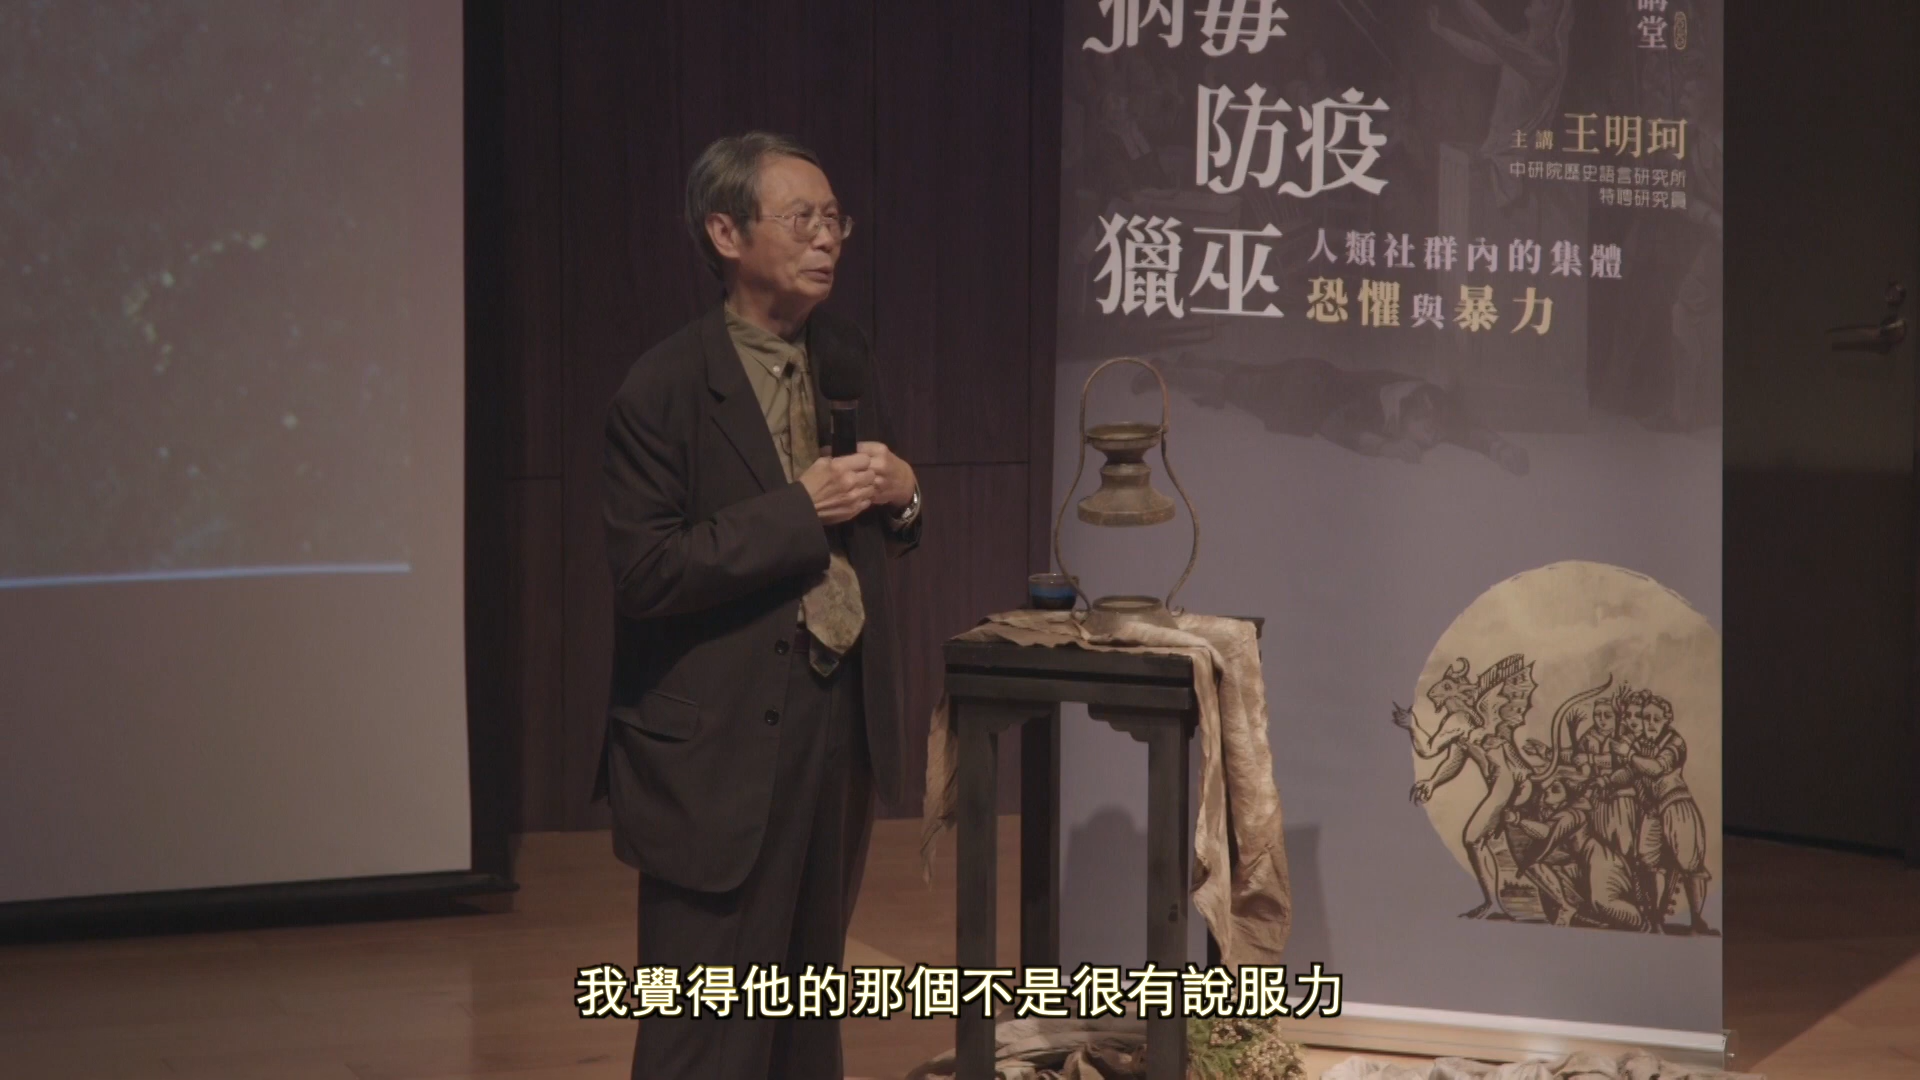 病毒
防疫
獵巫
講堂
主講 王明珂
中研院歷史語言研究所
特聘研究員
人類社群內的集體
恐懼與暴力
我覺得他的那個不是很有說服力